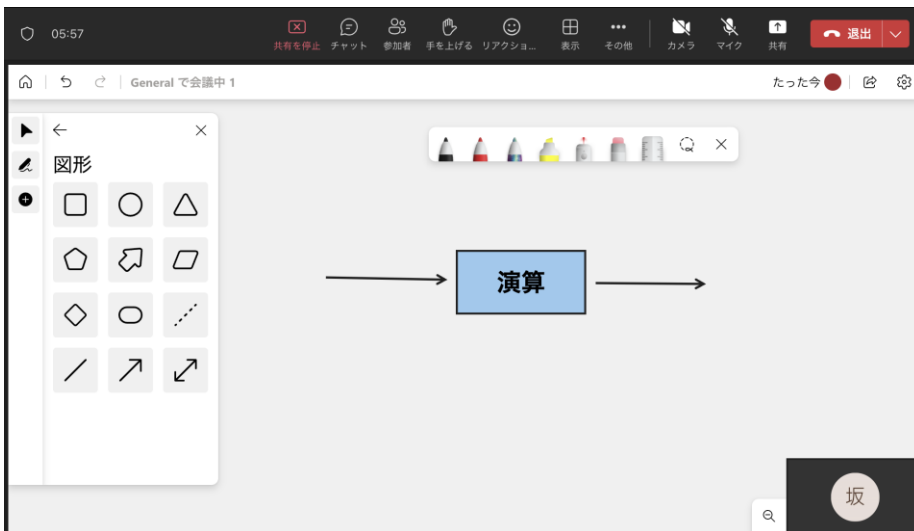 05:57
共有を停止 チャット 参加者 手を上げる リアクショ... 表示 その他 カメラ マイク 共有 退出
General で会議中 1
たった今
図形
演算
坂